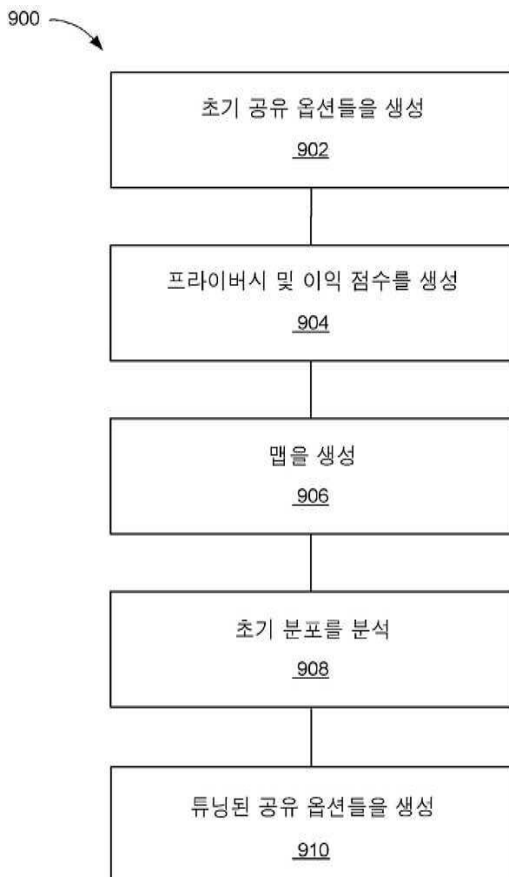 900
초기 공유 옵션들을 생성
902
프라이버시 및 이익 점수를 생성
904
맵을 생성
906
초기 분포를 분석
908
튜닝된 공유 옵션들을 생성
910